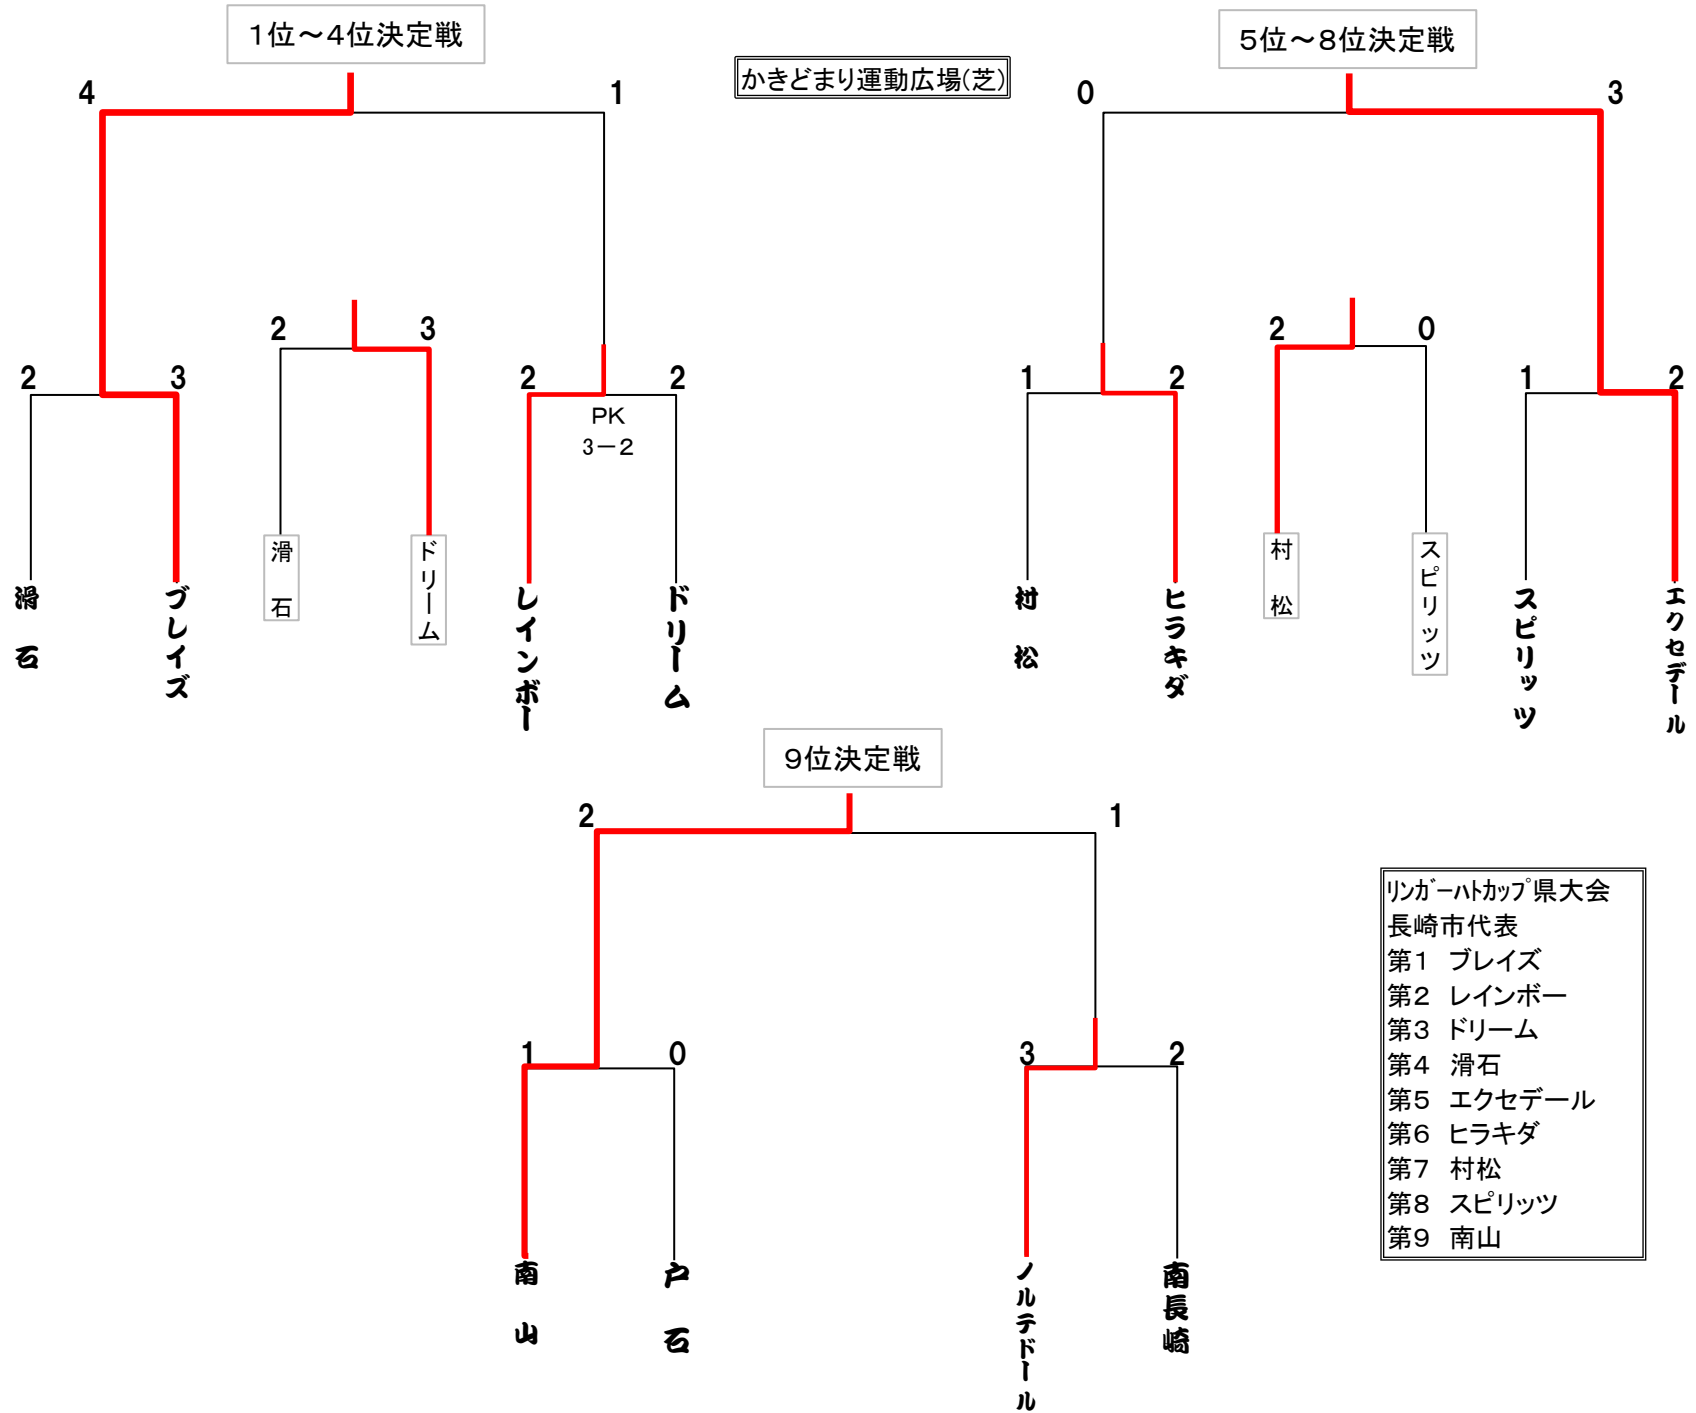 1位～4位決定戦
かきどまり運動広場(芝)
5位～8位決定戦
4
1
0
3
2
3
2
0
2
3
2
2
1
2
1
2
PK
3－2
滑石
ドリーム
村松
スピリッツ
滑石
ブレイズ
レインボー
ドリーム
村松
ヒラキダ
スピリッツ
エクセデール
9位決定戦
2
1
1
0
3
2
南山
戸石
ノルテドール
南長崎
リンガーハトカップ県大会
長崎市代表
第1 ブレイズ
第2 レインボー
第3 ドリーム
第4 滑石
第5 エクセデール
第6 ヒラキダ
第7 村松
第8 スピリッツ
第9 南山